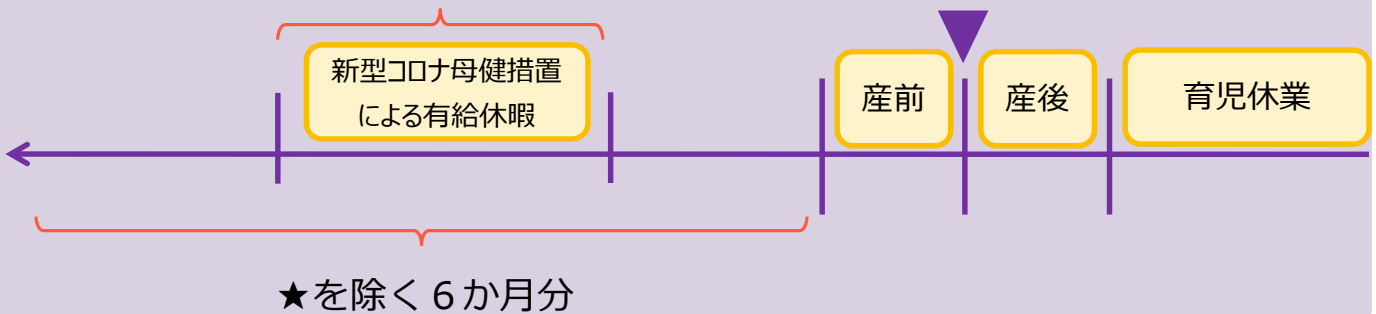 新型コロナ母健措置
による有給休暇
産前
産後
育児休業
★を除く６か月分